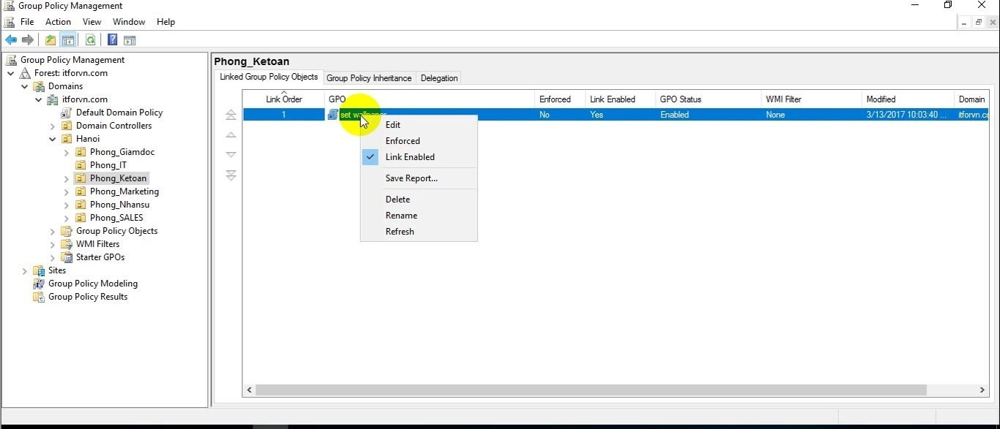 Group Policy Management
File Action View Window Help
Group Policy Management
Forest: itforvn.com
Domains
itforvn.com
Default Domain Policy
Domain Controllers
Hanoi
Phong_Giamdoc
Phong_IT
Phong_Ketoan
Phong_Marketing
Phong_Nhansu
Phong_SALES
Group Policy Objects
WMI Filters
Starter GPOs
Sites
Group Policy Modeling
Group Policy Results
Phong_Ketoan
Linked Group Policy Objects Group Policy Inheritance Delegation
Link Order GPO Enforced Link Enabled GPO Status WMI Filter Modified Domain
1 set wallpaper No Yes Enabled None 3/13/2017 10:03:40 ... itforvn.co
Edit
Enforced
Link Enabled
Save Report...
Delete
Rename
Refresh